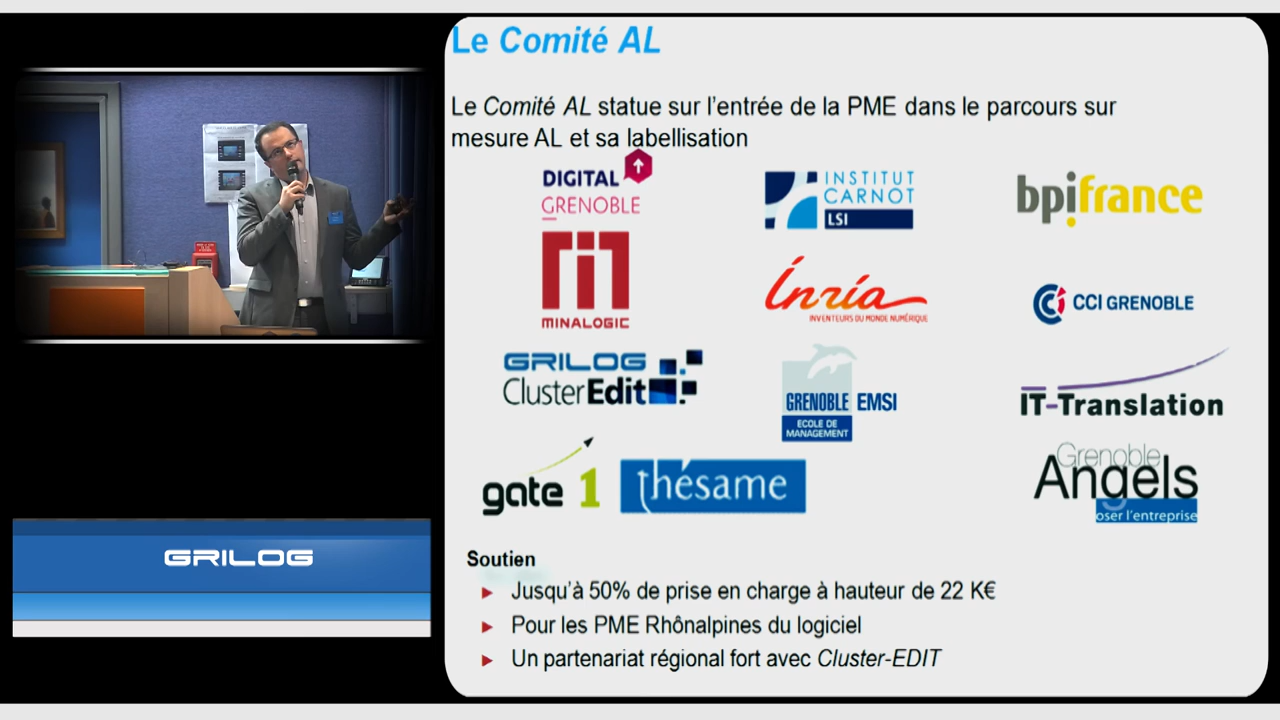 Le Comité AL
Le Comité AL statue sur l'entrée de la PME dans le parcours sur
mesure AL et sa labellisation
DIGITAL
GRENOBLE
INSTITUT
CARNOT
LSI
bpifrance
MINALOGIC
Inría
INVENTEURS DU MONDE NUMÉRIQUE
CCI GRENOBLE
GRILOG
ClusterEdit
GRENOBLE EMSI
ECOLE DE
MANAGEMENT
IT-Translation
gate 1
thésame
Grenoble
Angels
oser l'entreprise
GRILOG
Soutien
Jusqu'à 50% de prise en charge à hauteur de 22 K€
Pour les PME Rhônalpines du logiciel
Un partenariat régional fort avec Cluster-EDIT